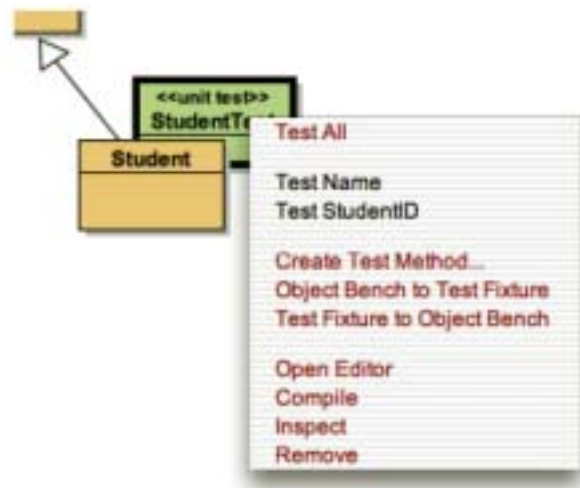 <<unit test>>
StudentTest
Student
Test All
Test Name
Test StudentID
Create Test Method...
Object Bench to Test Fixture
Test Fixture to Object Bench
Open Editor
Compile
Inspect
Remove